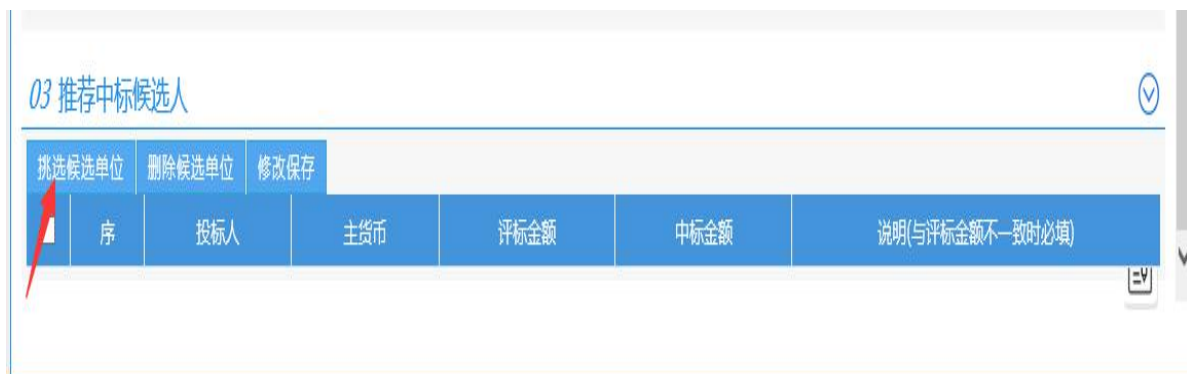 03 推荐中标候选人
挑选候选单位 删除候选单位 修改保存
序 投标人 主货币 评标金额 中标金额 说明(与评标金额不一致时必填)